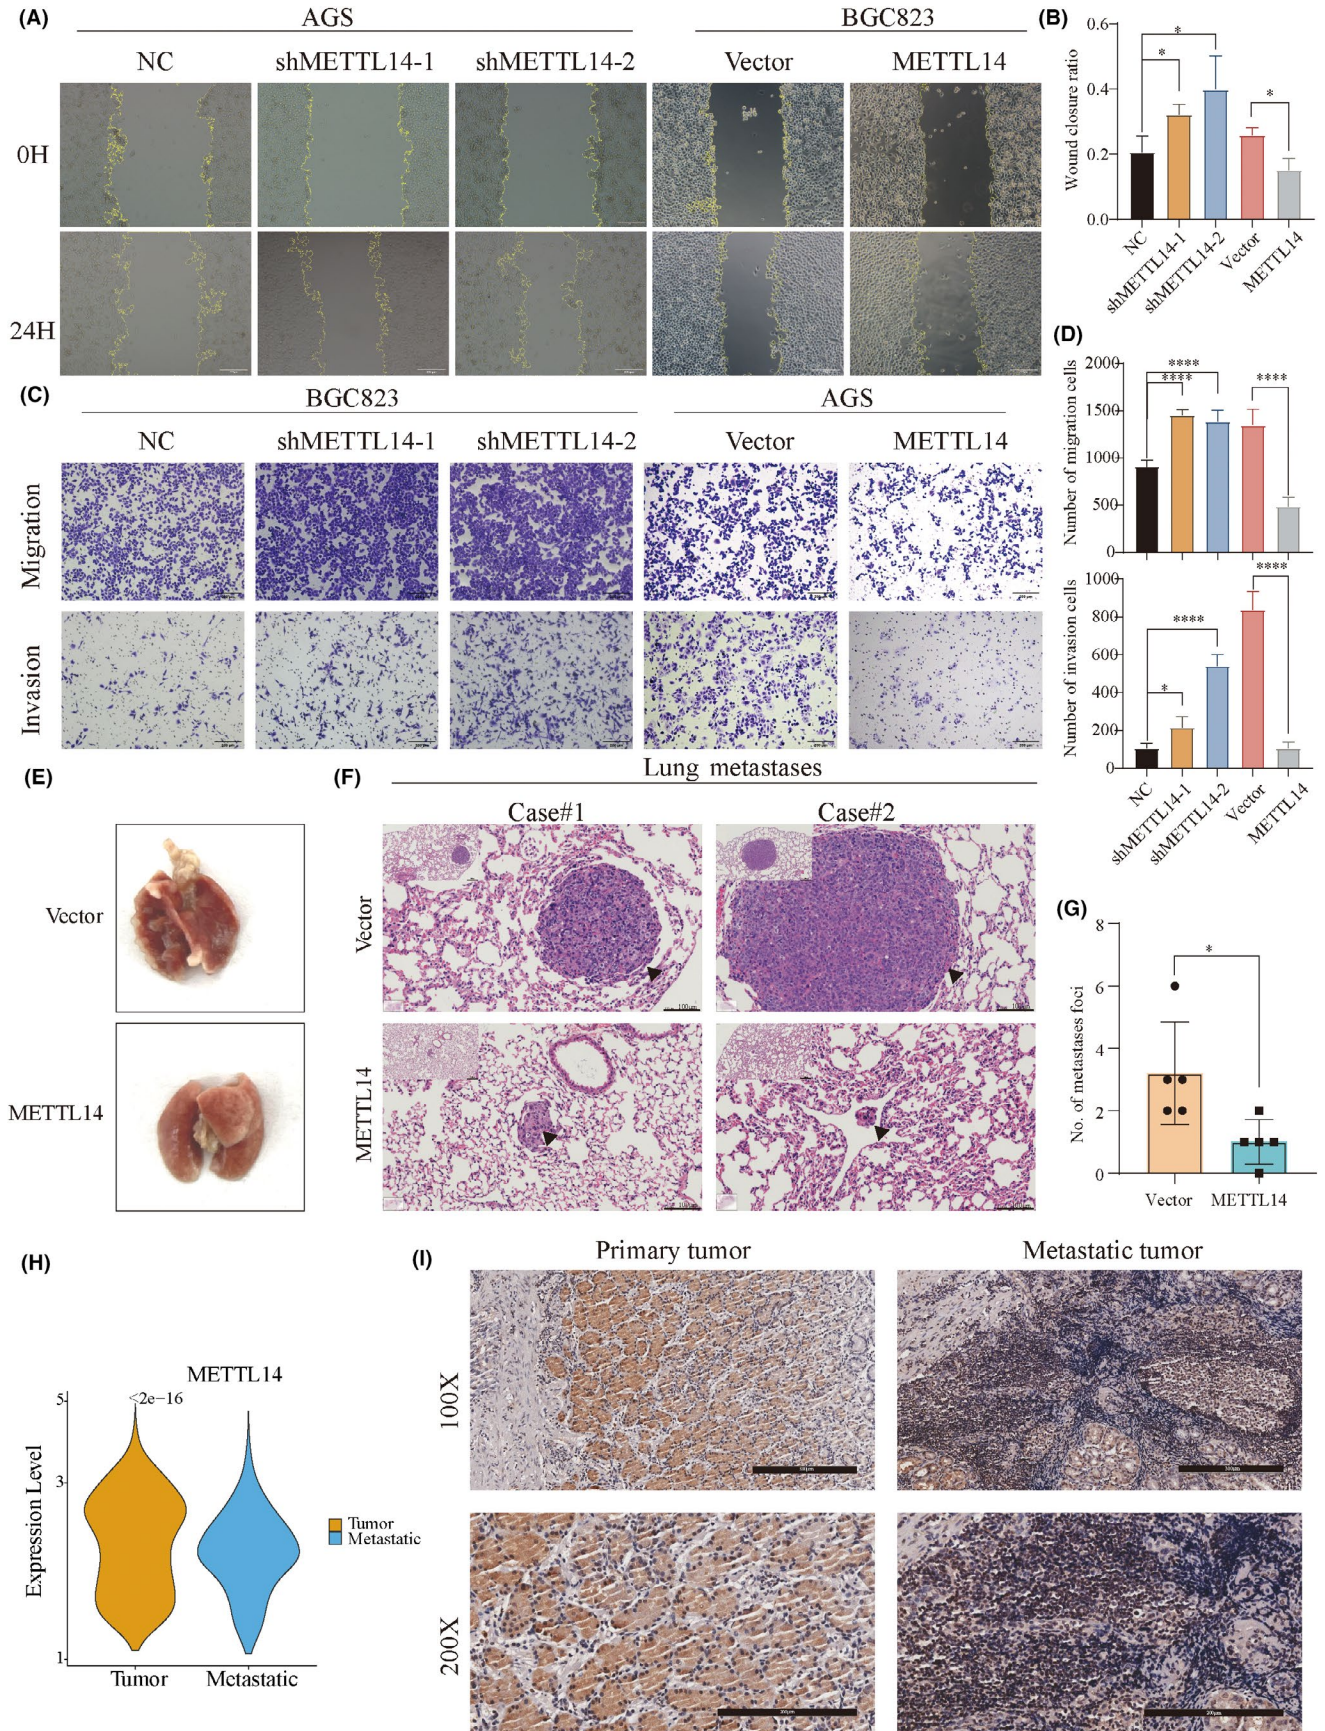 (A)
AGS
BGC823
NC
shMETTL14-1
shMETTL14-2
Vector
METTL14
0H
24H
(B)
Wound closure ratio
0.6
0.4
0.2
0.0
*
*
*
NC
shMETTL14-1
shMETTL14-2
Vector
METTL14
(C)
BGC823
AGS
NC
shMETTL14-1
shMETTL14-2
Vector
METTL14
Migration
Invasion
(D)
Number of migration cells
2000
1500
1000
500
0
****
****
****
Number of invasion cells
1000
800
600
400
200
0
*
****
****
NC
shMETTL14-1
shMETTL14-2
Vector
METTL14
(E)
Vector
METTL14
(F)
Lung metastases
Case#1
Case#2
Vector
METTL14
100μm
(G)
No. of metastases foci
8
6
4
2
0
*
Vector
METTL14
(H)
METTL14
<2e−16
Expression Level
5
3
1
Tumor
Metastatic
Tumor
Metastatic
(I)
Primary tumor
Metastatic tumor
100X
200X